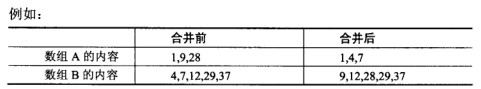 例如：
合并前 合并后
数组 A 的内容 1,9,28 1,4,7
数组 B 的内容 4,7,12,29,37 9,12,28,29,37